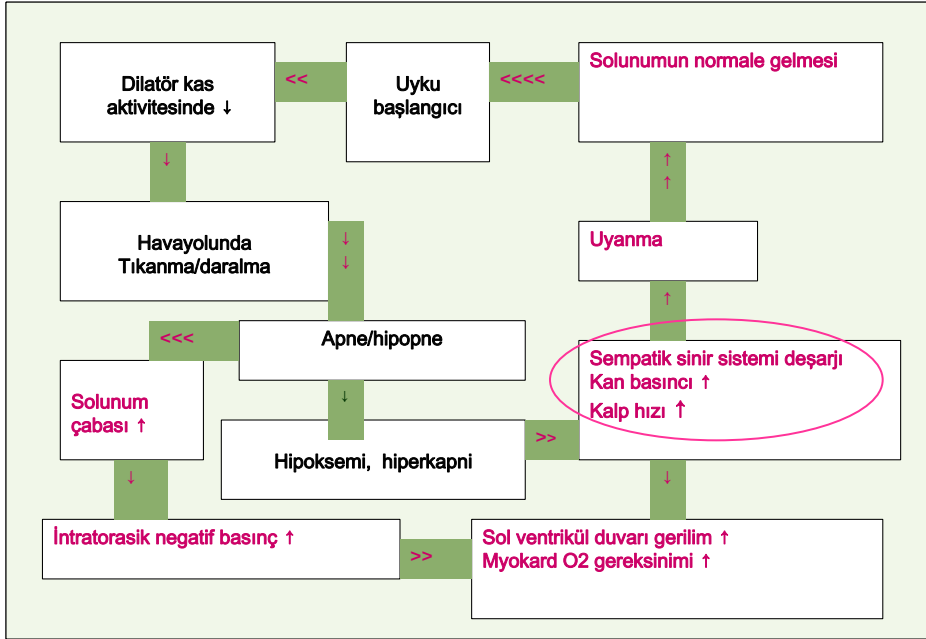 Dilatör kas
aktivitesinde ↓
<<
Uyku
başlangıcı
<<<<
Solunumun normale gelmesi
↓
↑
↑
Havayolunda
Tıkanma/daralma
↓
↓
Uyanma
↑
<<<
Apne/hipopne
Sempatik sinir sistemi deşarjı
Kan basıncı ↑
Kalp hızı ↑
Solunum
çabası ↑
↓
Hipoksemi, hiperkapni
>>
↓
↓
İntratorasik negatif basınç ↑
>>
Sol ventrikül duvarı gerilim ↑
Myokard O2 gereksinimi ↑